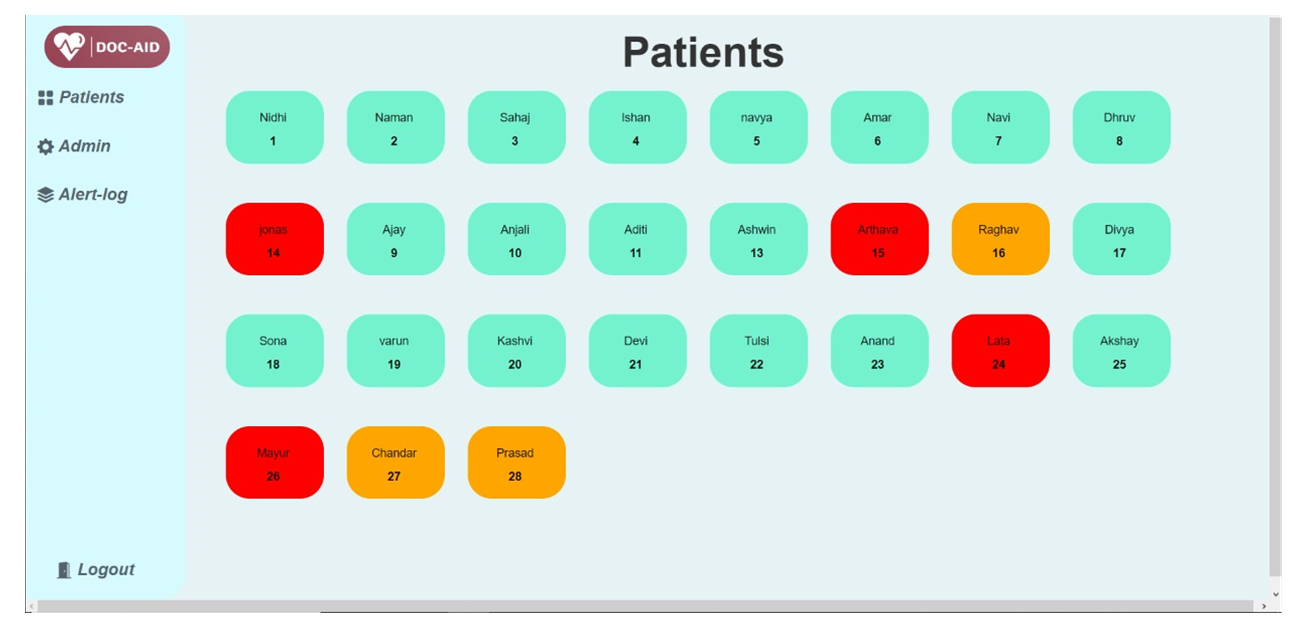 DOC-AID
Patients
Admin
Alert-log
Logout
Patients
Nidhi
1
Naman
2
Sahaj
3
Ishan
4
navya
5
Amar
6
Navi
7
Dhruv
8
jonas
14
Ajay
9
Anjali
10
Aditi
11
Ashwin
13
Arthava
15
Raghav
16
Divya
17
Sona
18
varun
19
Kashvi
20
Devi
21
Tulsi
22
Anand
23
Lata
24
Akshay
25
Mayur
26
Chandar
27
Prasad
28